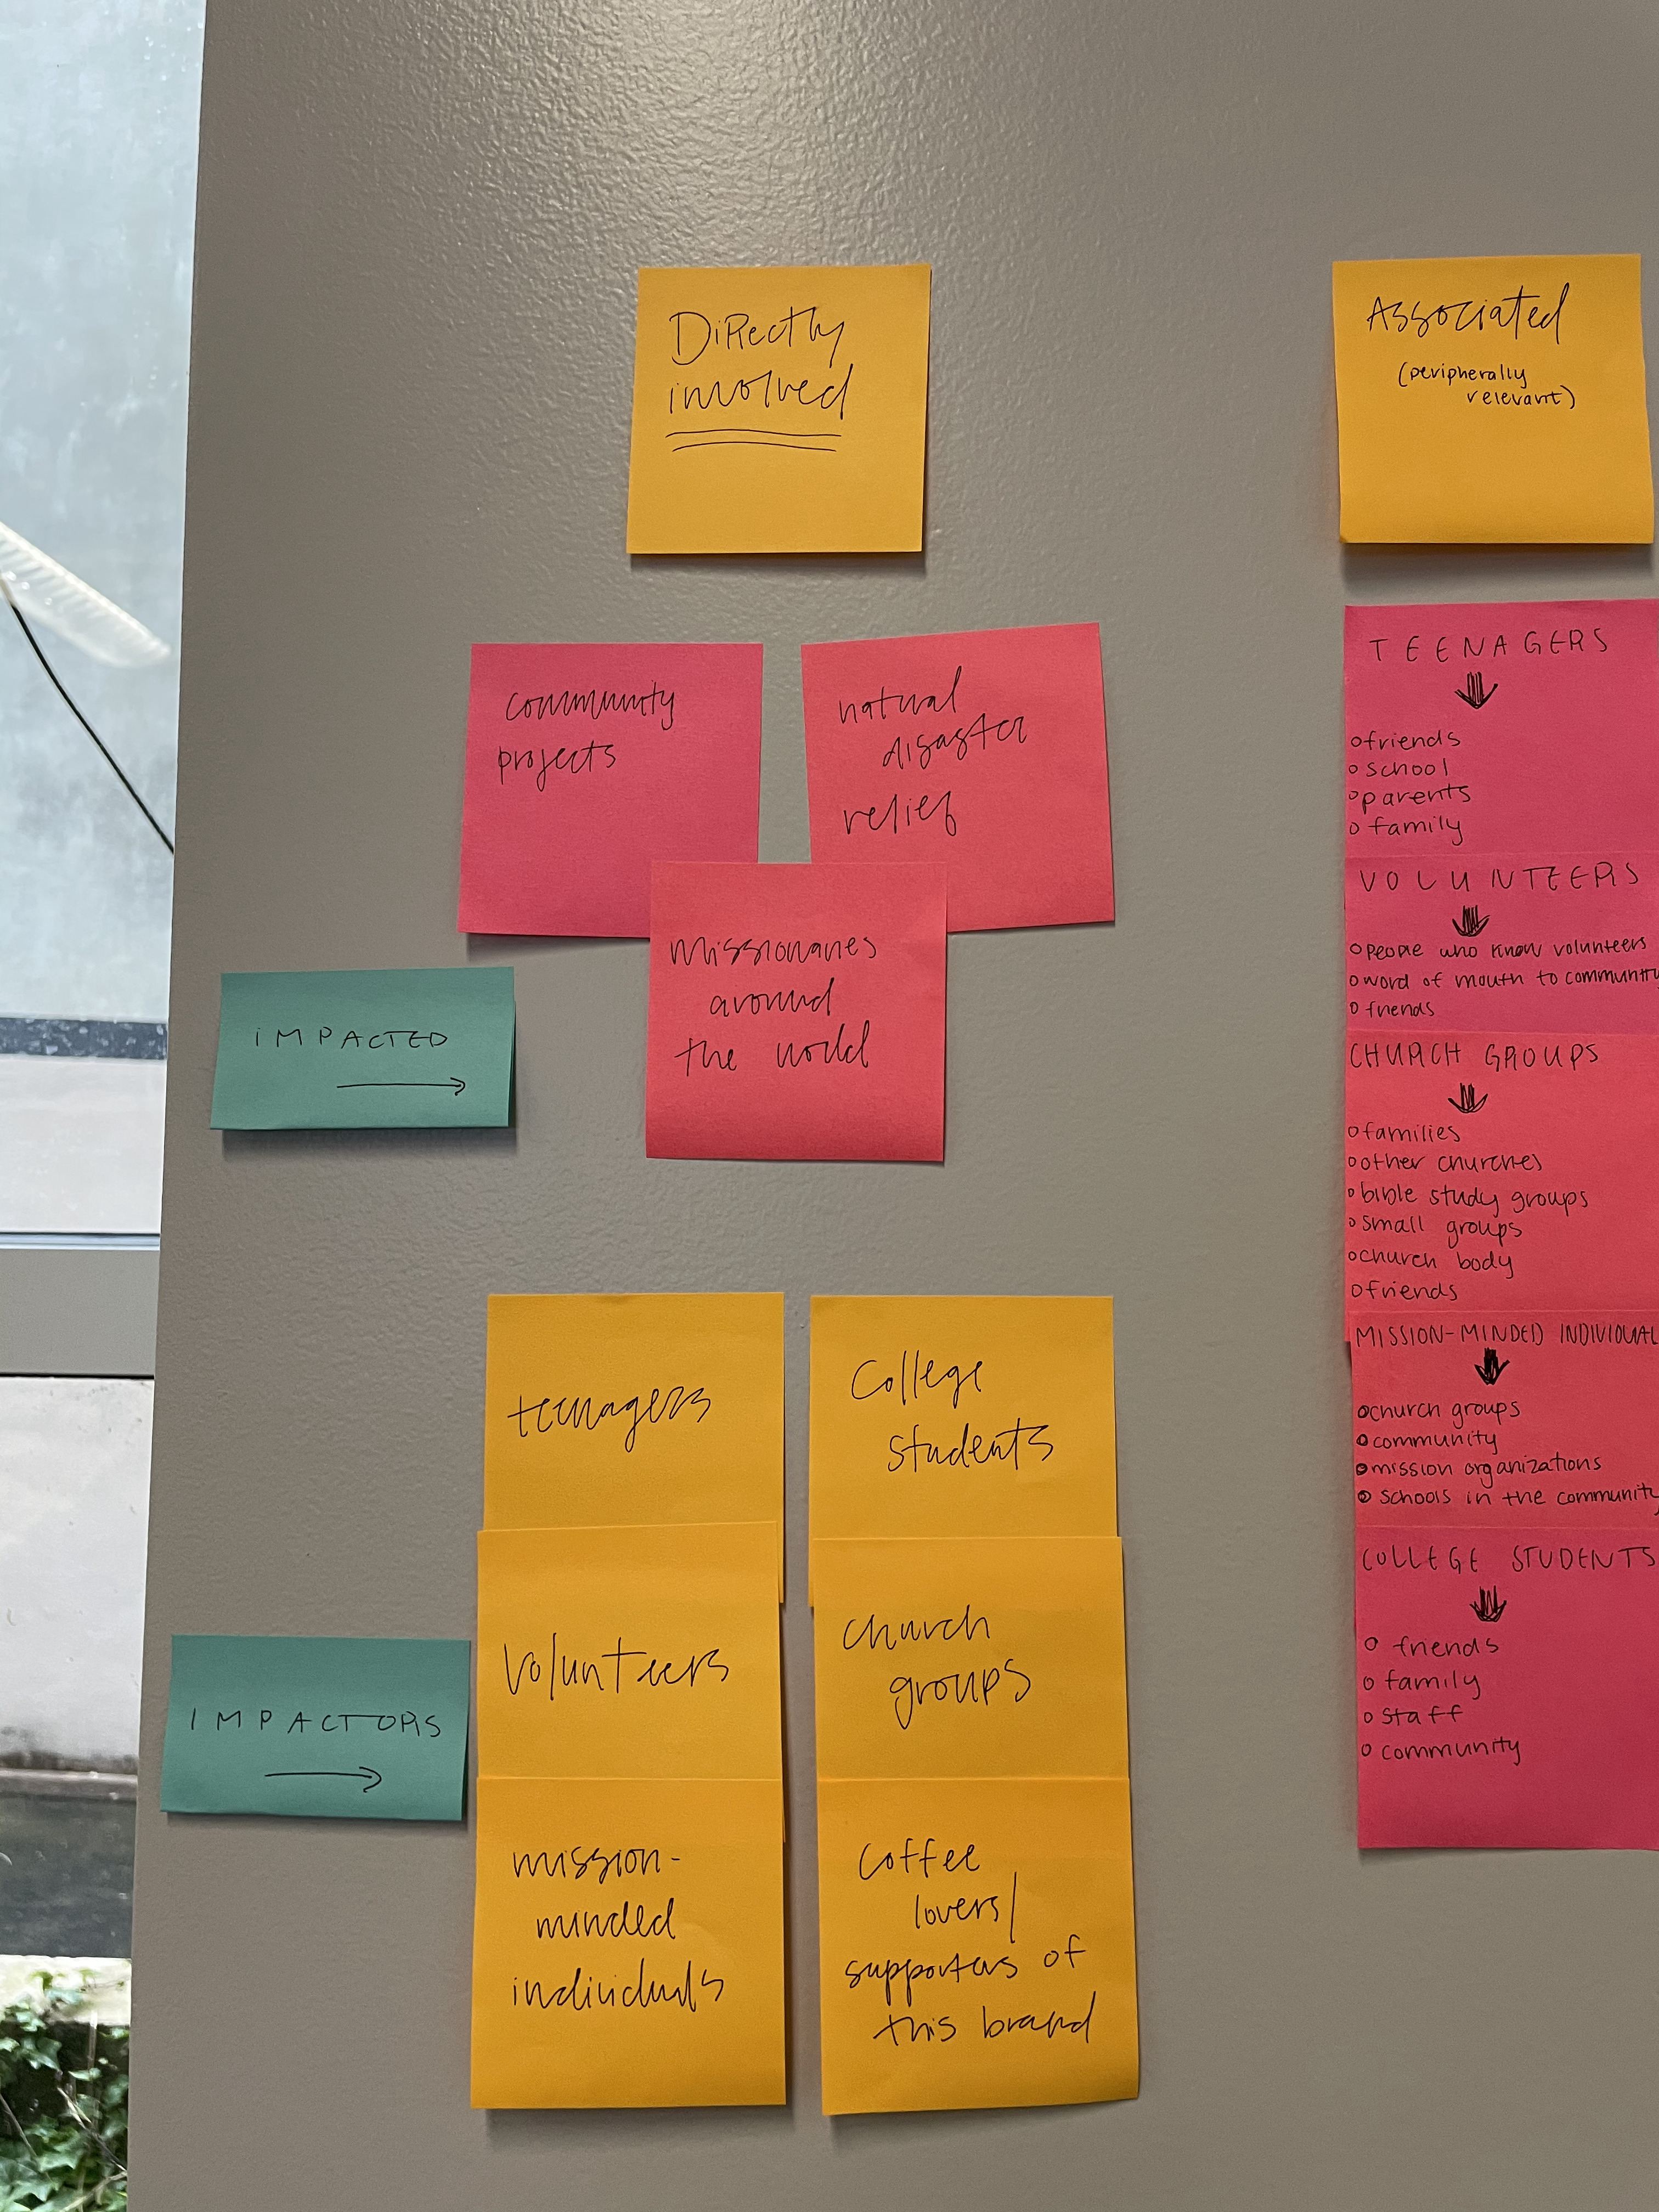 DiRectly
involved
Associated
(peripherally
relevant)
community
projects
natural
disaster
relief
missionaries
around
the world
IMPACTED
teenagers
College
students
Volunteers
church
groups
mission-
minded
individuals
Coffee
lovers/
supporters of
this brand
IMPACTORS
TEENAGERS
friends
school
parents
family
VOLUNTEERS
people who know volunteers
word of mouth to community
friends
CHURCH GROUPS
families
other churches
bible study groups
small groups
church body
friends
MISSION-MINDED INDIVIDUAL
church groups
community
mission organizations
schools in the community
COLLEGE STUDENTS
friends
family
staff
community